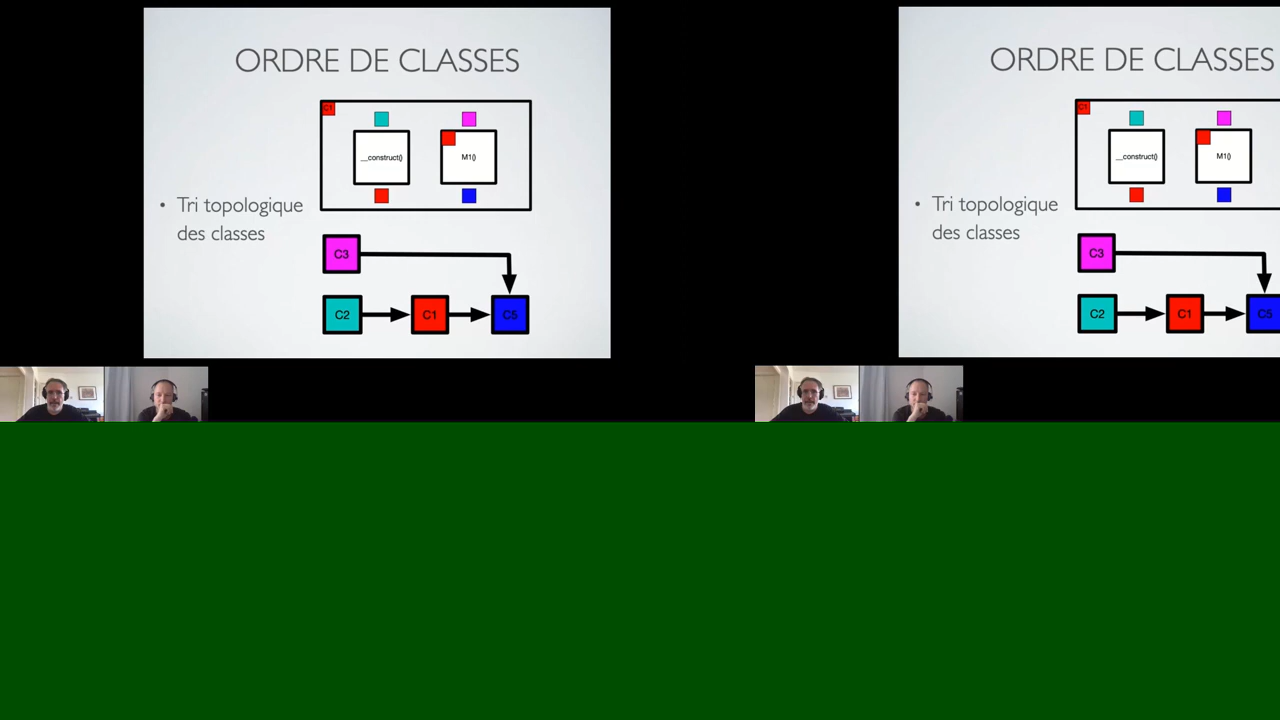 ORDRE DE CLASSES
C1
__construct()
M1()
• Tri topologique
des classes
C3
C2
C1
C5
ORDRE DE CLASSES
C1
__construct()
M1()
• Tri topologique
des classes
C3
C2
C1
C5